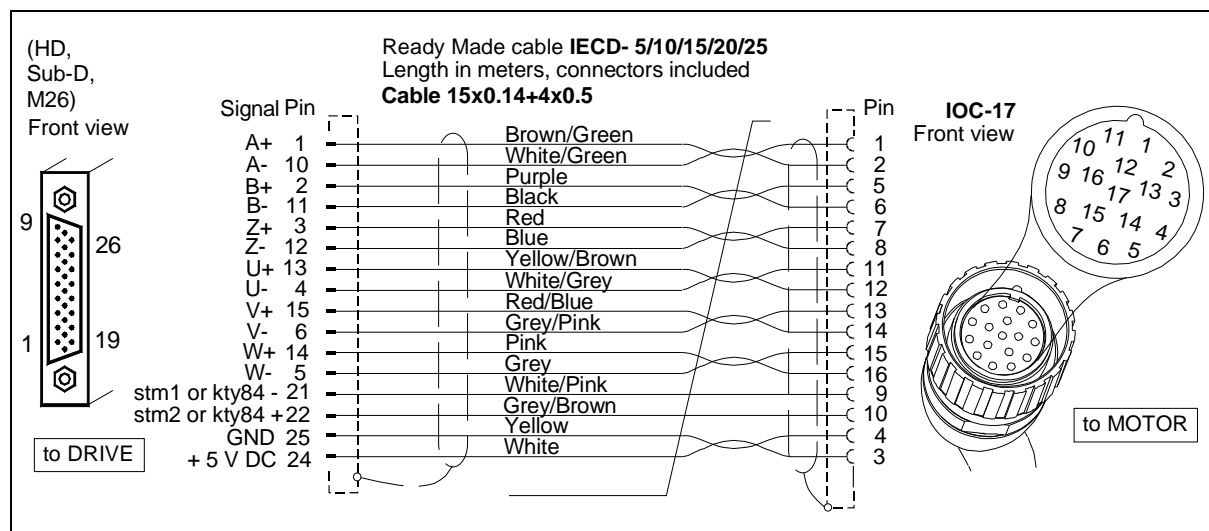 (HD,
Sub-D,
M26)
Front view
9
26
1
19
to DRIVE
Ready Made cable IECD- 5/10/15/20/25
Length in meters, connectors included
Cable 15x0.14+4x0.5
Signal Pin Pin
A+ 1 Brown/Green 1
A- 10 White/Green 2
B+ 2 Purple 5
B- 11 Black 6
Z+ 3 Red 7
Z- 12 Blue 8
U+ 13 Yellow/Brown 11
U- 4 White/Grey 12
V+ 15 Red/Blue 13
V- 6 Grey/Pink 14
W+ 14 Pink 15
W- 5 Grey 16
stm1 or kty84 - 21 White/Pink 9
stm2 or kty84 + 22 Grey/Brown 10
GND 25 Yellow 4
+ 5 V DC 24 White 3
IOC-17
Front view
10 11 1
9 16 12 2
17 13 3
8 15 14 4
7 6 5
to MOTOR